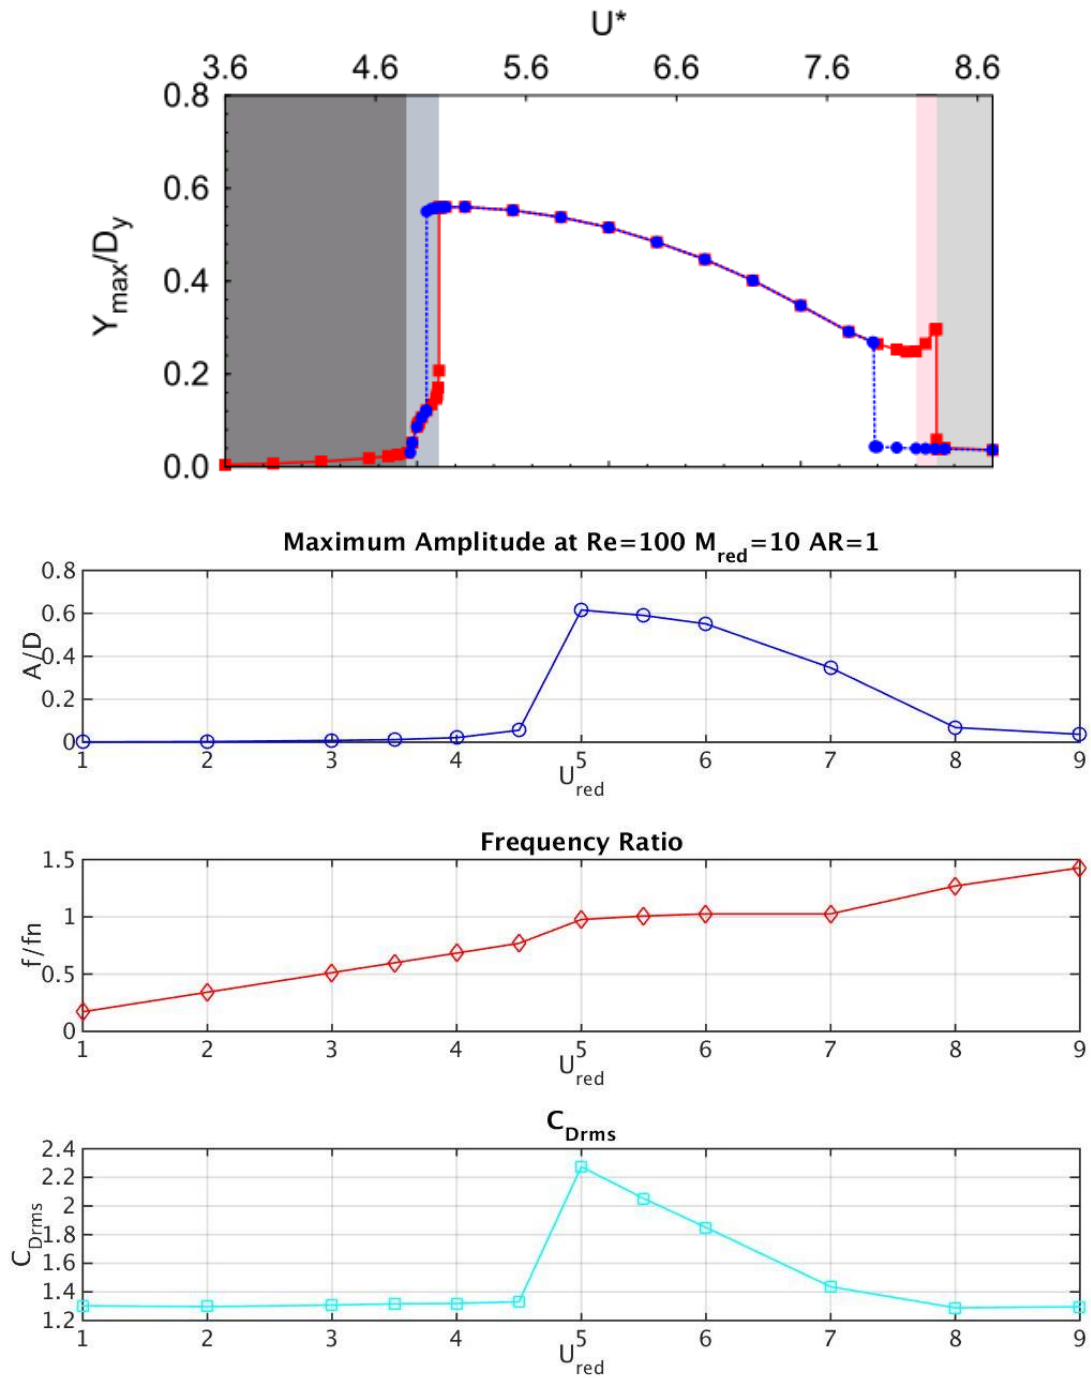 U*
3.6 4.6 5.6 6.6 7.6 8.6
0.8
0.6
0.4
0.2
0.0
Ymax/Dy
Maximum Amplitude at Re=100 Mred=10 AR=1
0.8
0.6
0.4
0.2
0
A/D
1 2 3 4 5 6 7 8 9
Ured
Frequency Ratio
1.5
1
0.5
0
f/fn
1 2 3 4 5 6 7 8 9
Ured
CDrms
2.4
2.2
2
1.8
1.6
1.4
1.2
CDrms
1 2 3 4 5 6 7 8 9
Ured